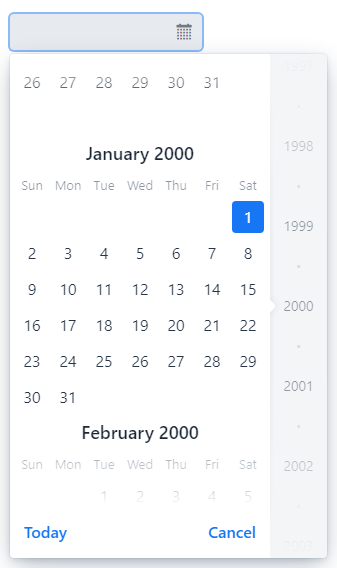 26 27 28 29 30 31
January 2000
Sun Mon Tue Wed Thu Fri Sat
1
2 3 4 5 6 7 8
9 10 11 12 13 14 15
16 17 18 19 20 21 22
23 24 25 26 27 28 29
30 31
February 2000
Sun Mon Tue Wed Thu Fri Sat
1 2 3 4 5
Today Cancel
1997
1998
1999
2000
2001
2002
2003